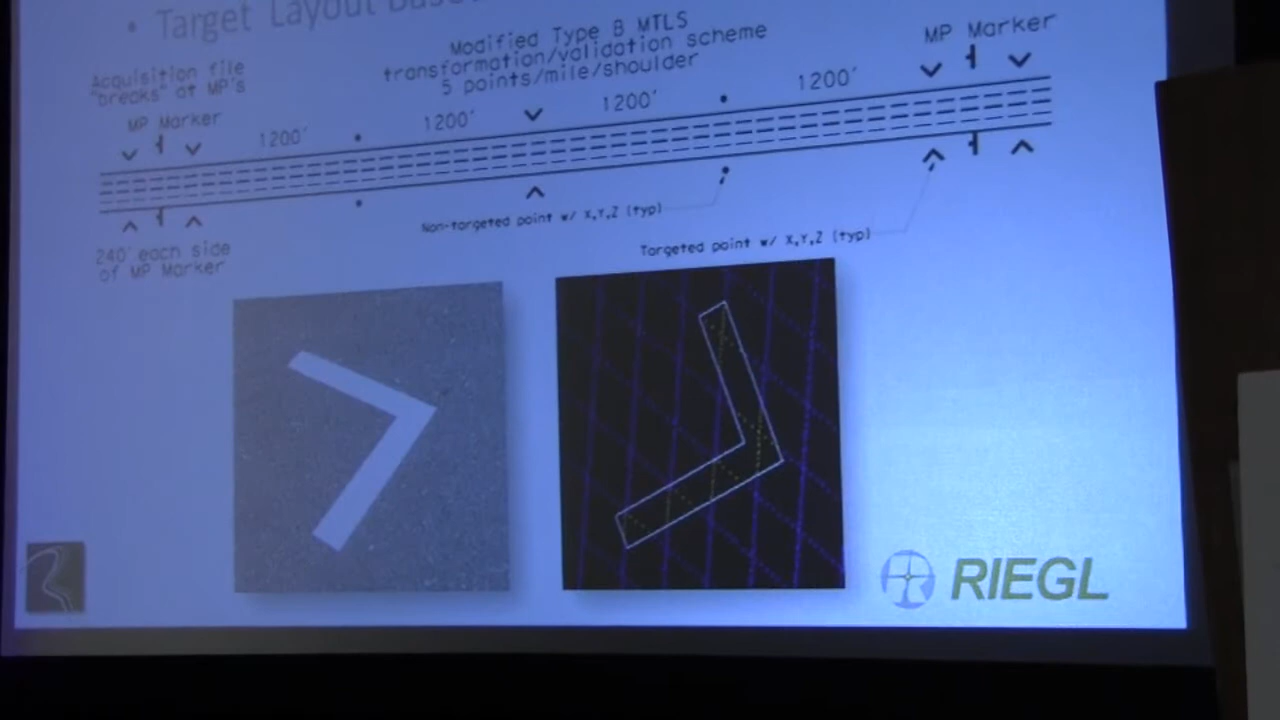 • Target Layout Based
Modified Type B MTLS
transformation/validation scheme
5 points/mile/shoulder
Acquisition file
"breaks" at MP's
MP Marker
MP Marker
1200'
1200'
1200'
1200'
Non-targeted point w/ X,Y,Z (typ)
Targeted point w/ X,Y,Z (typ)
240' each side
of MP Marker
RIEGL